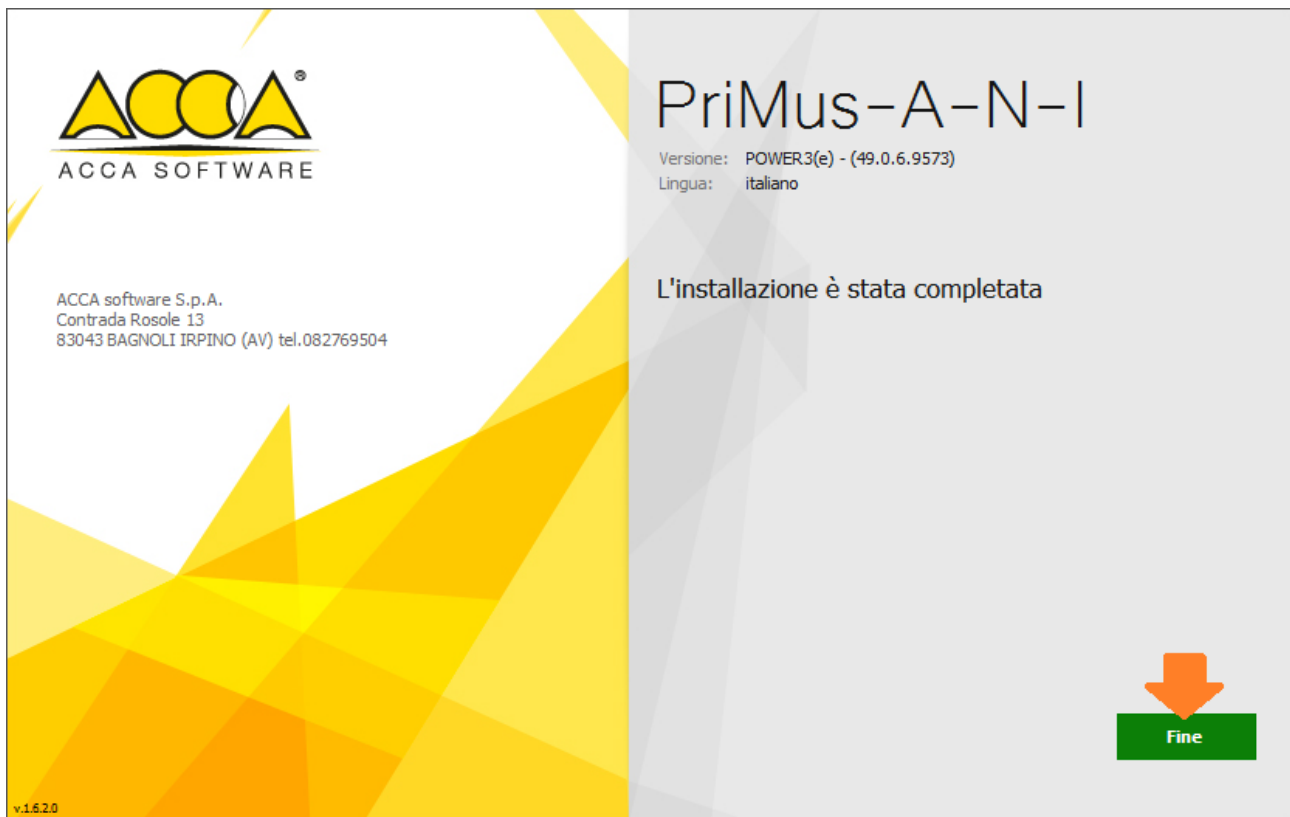 ACCA®
ACCA SOFTWARE
ACCA software S.p.A.
Contrada Rosole 13
83043 BAGNOLI IRPINO (AV) tel.082769504
v.1.6.2.0
PriMus-A-N-I
Versione: POWER3(e) - (49.0.6.9573)
Lingua: italiano
L'installazione è stata completata
Fine